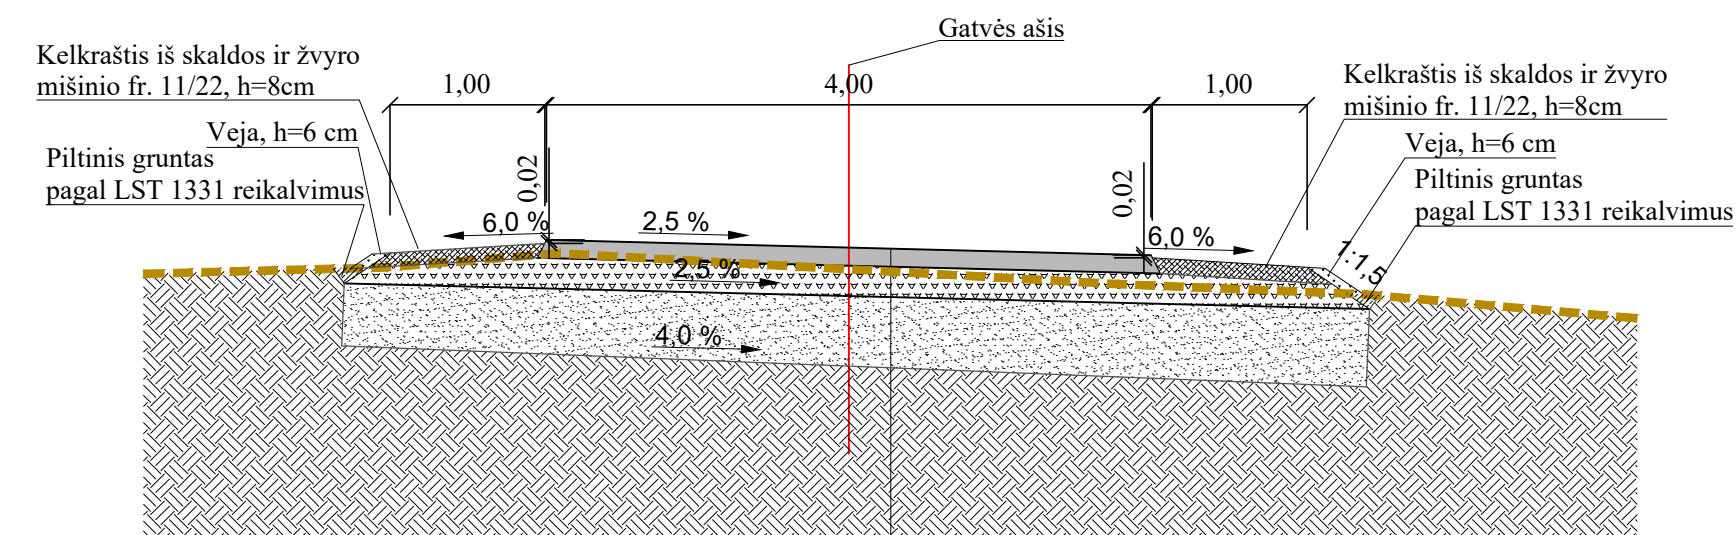 Gatvės ašis
Kelkraštis iš skaldos ir žvyro
mišinio fr. 11/22, h=8cm
1,00
4,00
1,00
Kelkraštis iš skaldos ir žvyro
mišinio fr. 11/22, h=8cm
Veja, h=6 cm
Veja, h=6 cm
Piltinis gruntas
pagal LST 1331 reikalvimus
0,02
0,02
Piltinis gruntas
pagal LST 1331 reikalvimus
6,0 %
2,5 %
6,0 %
1:1,5
2,5 %
4,0 %